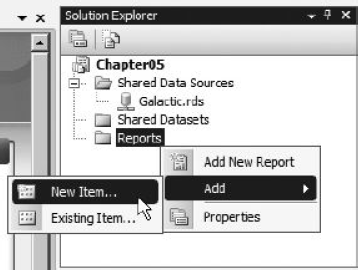 Solution Explorer
Chapter05
Shared Data Sources
Galactic.rds
Shared Datasets
Reports
Add New Report
Add
Properties
New Item...
Existing Item...